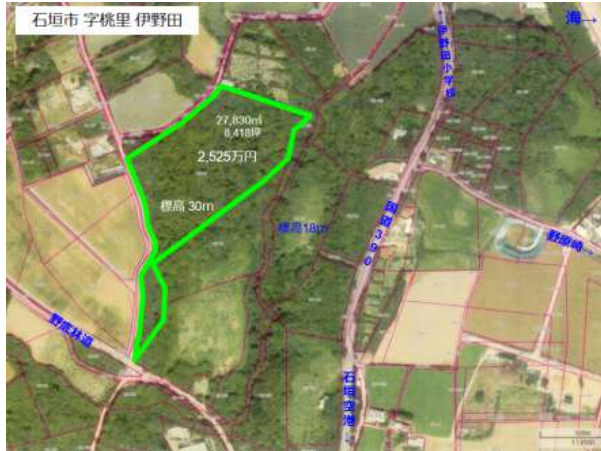 石垣市 字桃里 伊野田
海→
←伊野田小学校
27,830㎡
8,418坪
2,525万円
標高 30m
標高18m
国道390
野原崎→
野底林道
石垣空港→